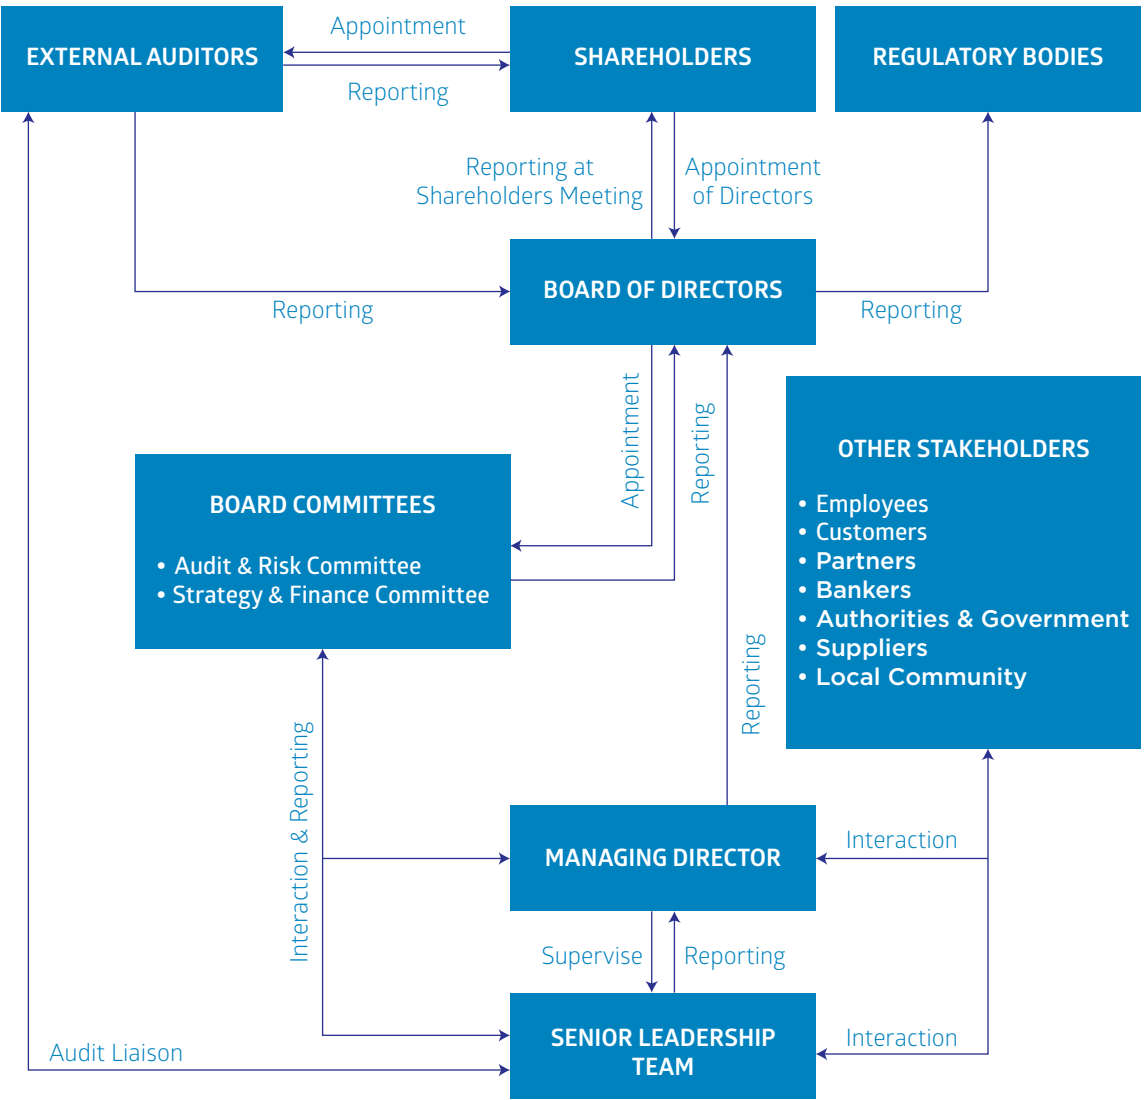 Appointment
EXTERNAL AUDITORS
SHAREHOLDERS
REGULATORY BODIES
Reporting
Reporting at
Shareholders Meeting
Appointment
of Directors
BOARD OF DIRECTORS
Reporting
Reporting
Appointment
Reporting
OTHER STAKEHOLDERS
• Employees
• Customers
• Partners
• Bankers
• Authorities & Government
• Suppliers
• Local Community
BOARD COMMITTEES
• Audit & Risk Committee
• Strategy & Finance Committee
Reporting
Interaction & Reporting
MANAGING DIRECTOR
Interaction
Supervise
Reporting
SENIOR LEADERSHIP
TEAM
Interaction
Audit Liaison